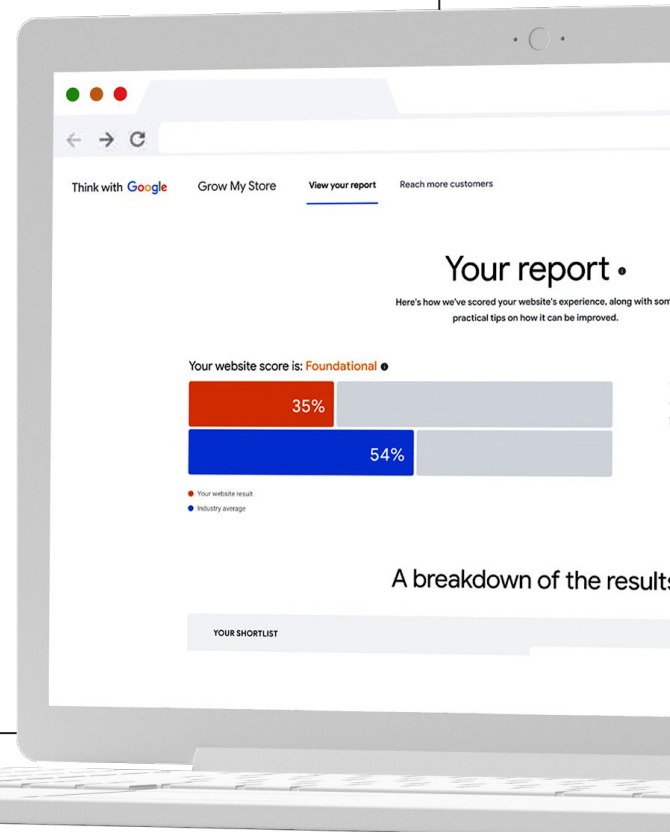 Think with Google
Grow My Store
View your report
Reach more customers
Your report
Here's how we've scored your website's experience, along with som
practical tips on how it can be improved.
Your website score is: Foundational
35%
54%
Your website result
Industry average
A breakdown of the results
YOUR SHORTLIST